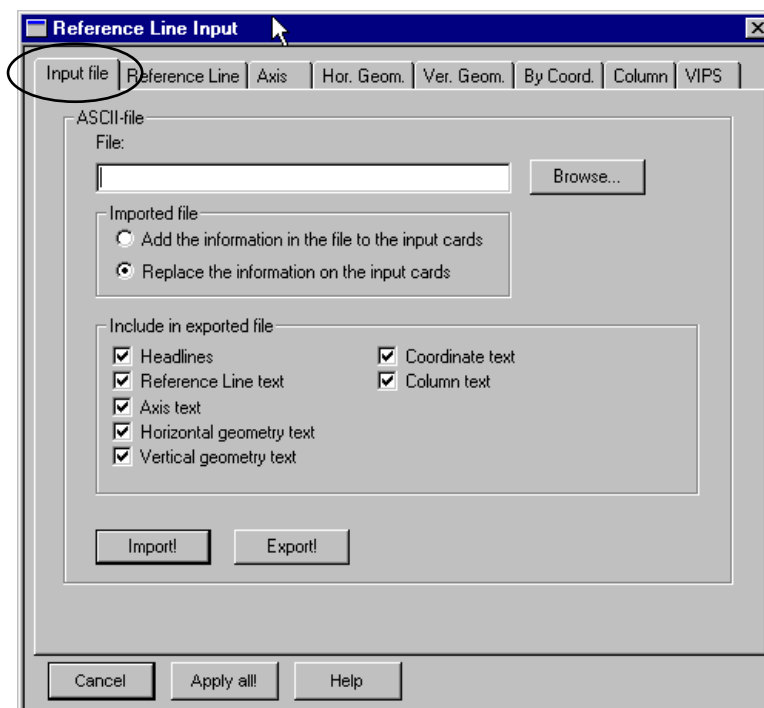 Reference Line Input
Input file Reference Line Axis Hor. Geom. Ver. Geom. By Coord. Column VIPS
ASCII-file
File:
Browse...
Imported file
Add the information in the file to the input cards
Replace the information on the input cards
Include in exported file
Headlines Coordinate text
Reference Line text Column text
Axis text
Horizontal geometry text
Vertical geometry text
Import! Export!
Cancel Apply all! Help